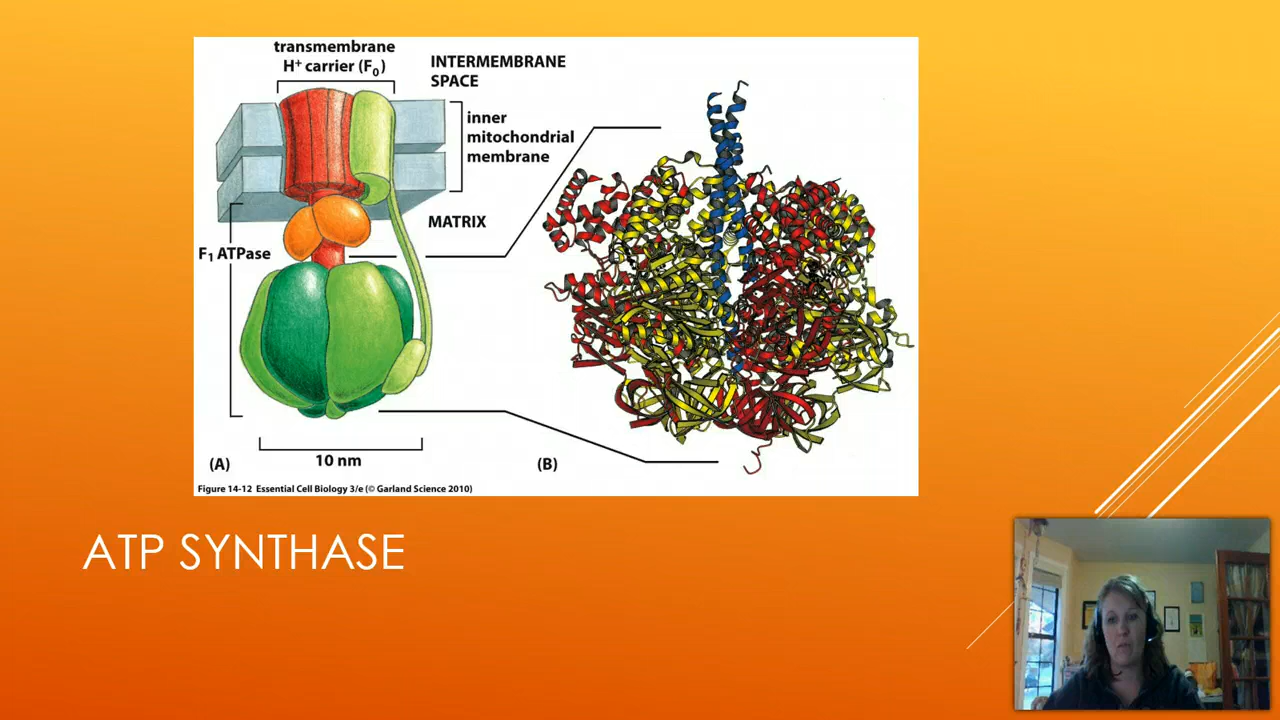 transmembrane
H⁺ carrier (F₀)
INTERMEMBRANE
SPACE
inner
mitochondrial
membrane
MATRIX
F₁ ATPase
10 nm
(A)
(B)
Figure 14-12 Essential Cell Biology 3/e (© Garland Science 2010)
ATP SYNTHASE